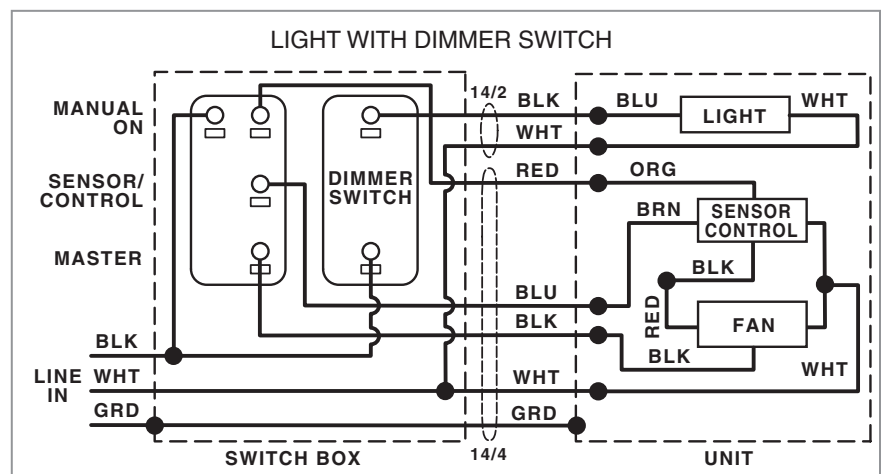 LIGHT WITH DIMMER SWITCH
14/2
MANUAL
ON
BLK
BLU
LIGHT
WHT
WHT
SENSOR/
CONTROL
DIMMER
SWITCH
RED
ORG
BRN
SENSOR
CONTROL
MASTER
BLK
BLU
BLK
RED
FAN
BLK
BLK
LINE
IN
WHT
WHT
WHT
GRD
GRD
SWITCH BOX
14/4
UNIT